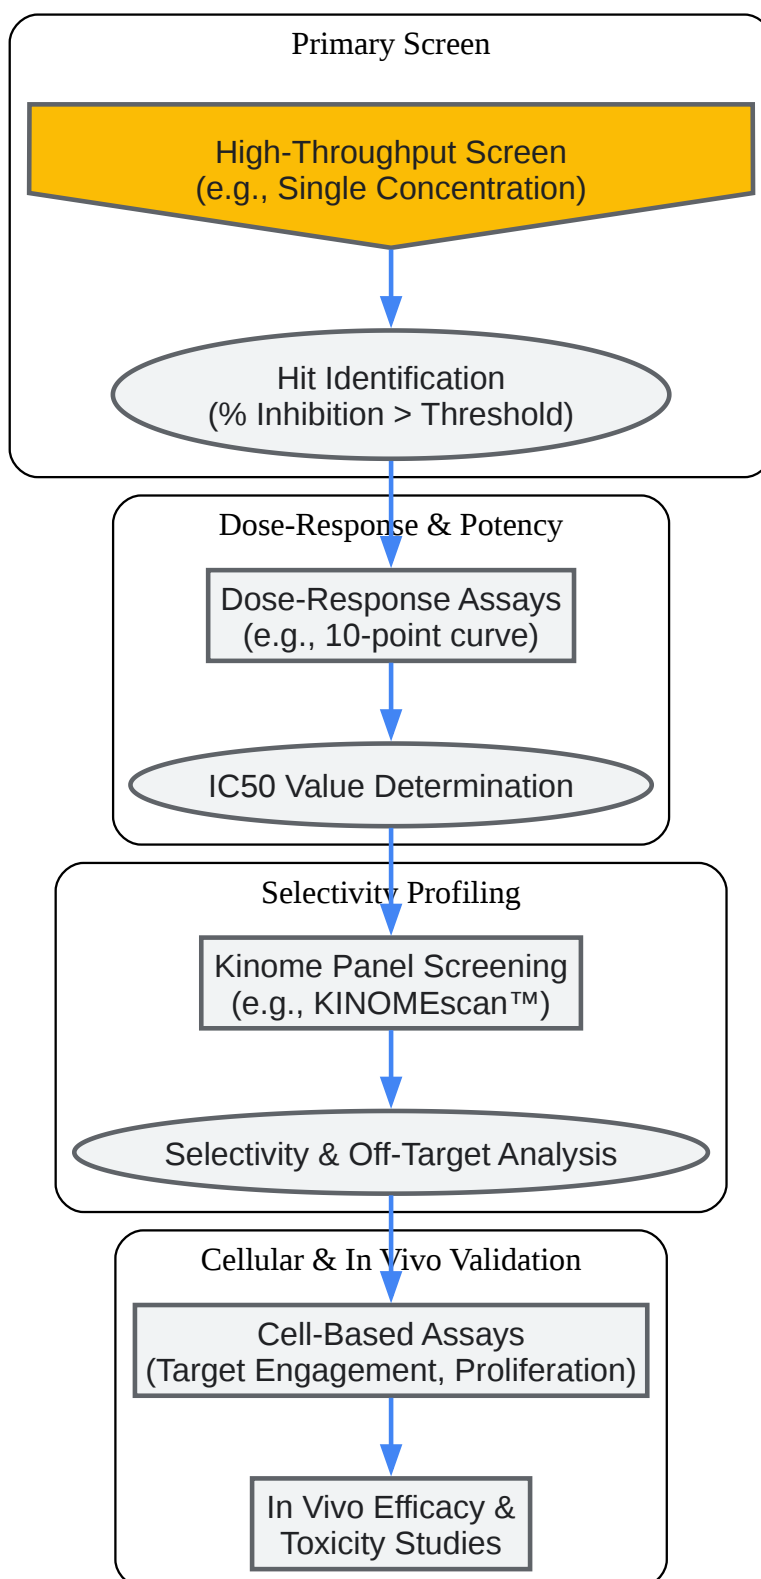 Primary Screen
High-Throughput Screen
(e.g., Single Concentration)
Hit Identification
(% Inhibition > Threshold)
Dose-Response & Potency
Dose-Response Assays
(e.g., 10-point curve)
IC50 Value Determination
Selectivity Profiling
Kinome Panel Screening
(e.g., KINOMEscan™)
Selectivity & Off-Target Analysis
Cellular & In Vivo Validation
Cell-Based Assays
(Target Engagement, Proliferation)
In Vivo Efficacy &
Toxicity Studies